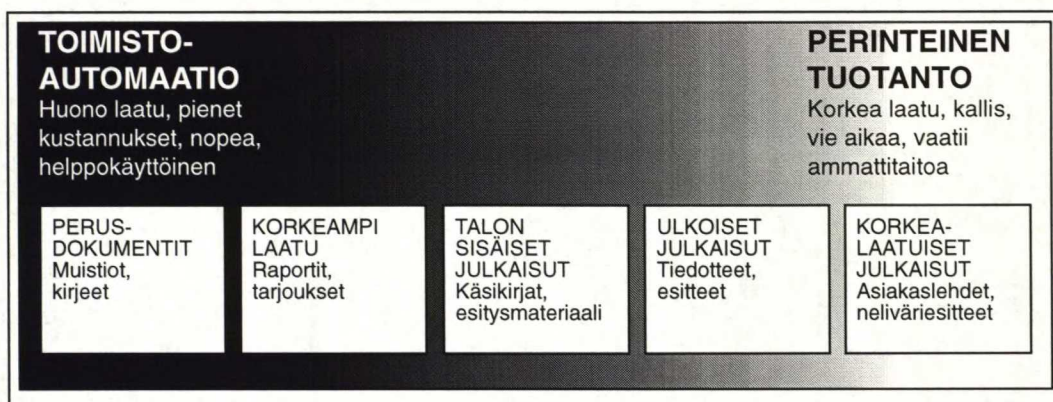 TOIMISTO-
AUTOMAATIO
Huono laatu, pienet
kustannukset, nopea,
helppokäyttöinen
PERINTEINEN
TUOTANTO
Korkea laatu, kallis,
vie aikaa, vaatii
ammattitaitoa
PERUS-
DOKUMENTIT
Muistiot,
kirjeet
KORKEAMPI
LAATU
Raportit,
tarjoukset
TALON
SISÄISET
JULKAISUT
Käsikirjat,
esitysmateriaali
ULKOISET
JULKAISUT
Tiedotteet,
esitteet
KORKEA-
LAATUISET
JULKAISUT
Asiakaslehdet,
neliväriesitteet